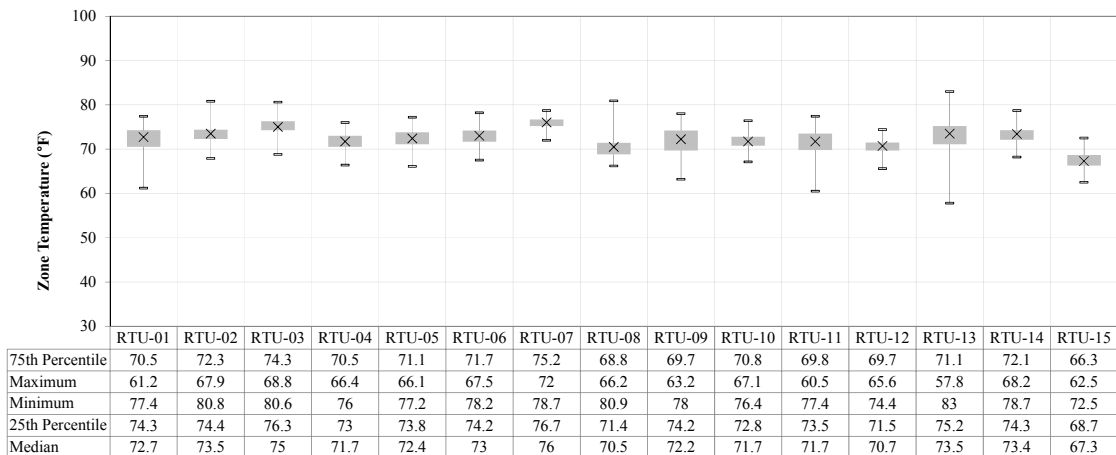 Zone Temperature (°F)
100
90
80
70
60
50
40
30
RTU-01 RTU-02 RTU-03 RTU-04 RTU-05 RTU-06 RTU-07 RTU-08 RTU-09 RTU-10 RTU-11 RTU-12 RTU-13 RTU-14 RTU-15
75th Percentile 70.5 72.3 74.3 70.5 71.1 71.7 75.2 68.8 69.7 70.8 69.8 69.7 71.1 72.1 66.3
Maximum 61.2 67.9 68.8 66.4 66.1 67.5 72 66.2 63.2 67.1 60.5 65.6 57.8 68.2 62.5
Minimum 77.4 80.8 80.6 76 77.2 78.2 78.7 80.9 78 76.4 77.4 74.4 83 78.7 72.5
25th Percentile 74.3 74.4 76.3 73 73.8 74.2 76.7 71.4 74.2 72.8 73.5 71.5 75.2 74.3 68.7
Median 72.7 73.5 75 71.7 72.4 73 76 70.5 72.2 71.7 71.7 70.7 73.5 73.4 67.3